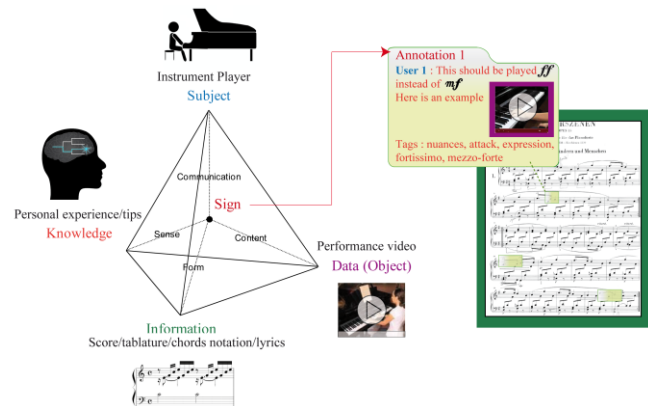 Instrument Player
Subject
Communication
Sign
Sense
Content
Form
Personal experience/tips
Knowledge
Performance video
Data (Object)
Information
Score/tablature/chords notation/lyrics
Annotation 1
User 1 : This should be played ff
instead of mf
Here is an example
Tags : nuances, attack, expression,
fortissimo, mezzo-forte